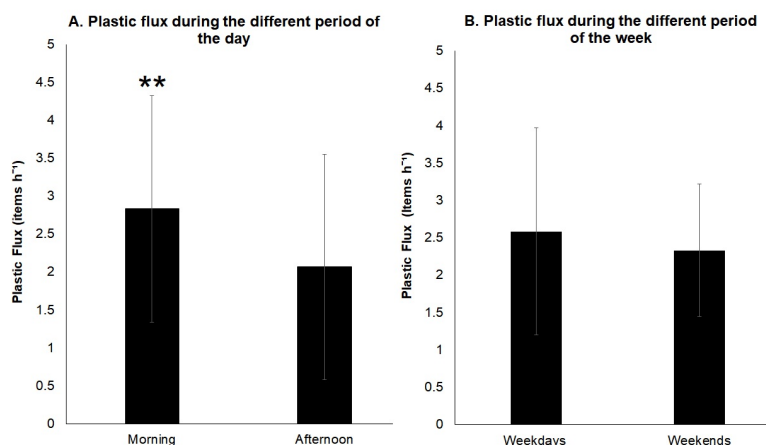 A. Plastic flux during the different period of
the day
5
4.5
4
3.5
3
2.5
2
1.5
1
0.5
0
Plastic Flux (items h⁻¹)
**
Morning
Afternoon
B. Plastic flux during the different period
of the week
5
4.5
4
3.5
3
2.5
2
1.5
1
0.5
0
Plastic Flux (Items h⁻¹)
Weekdays
Weekends